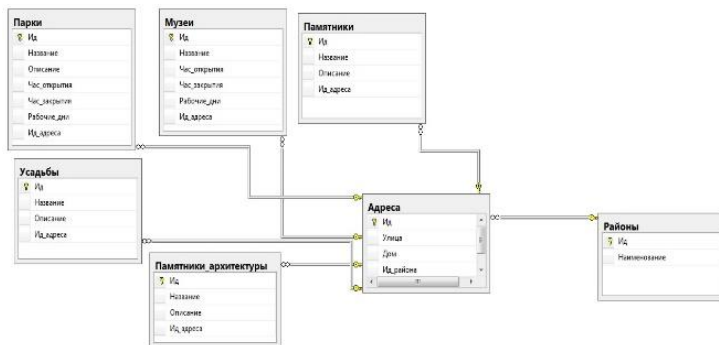 Парки
Ид
Название
Описание
Час_открытия
Час_закрытия
Рабочие_дни
Ид_адреса
Музеи
Ид
Название
Час_открытия
Час_закрытия
Рабочие_дни
Ид_адреса
Памятники
Ид
Название
Описание
Ид_адреса
Усадьбы
Ид
Название
Описание
Ид_адреса
Памятники_архитектуры
Ид
Название
Описание
Ид_адреса
Адреса
Ид
Улица
Дом
Ид_района
Районы
Ид
Наименование